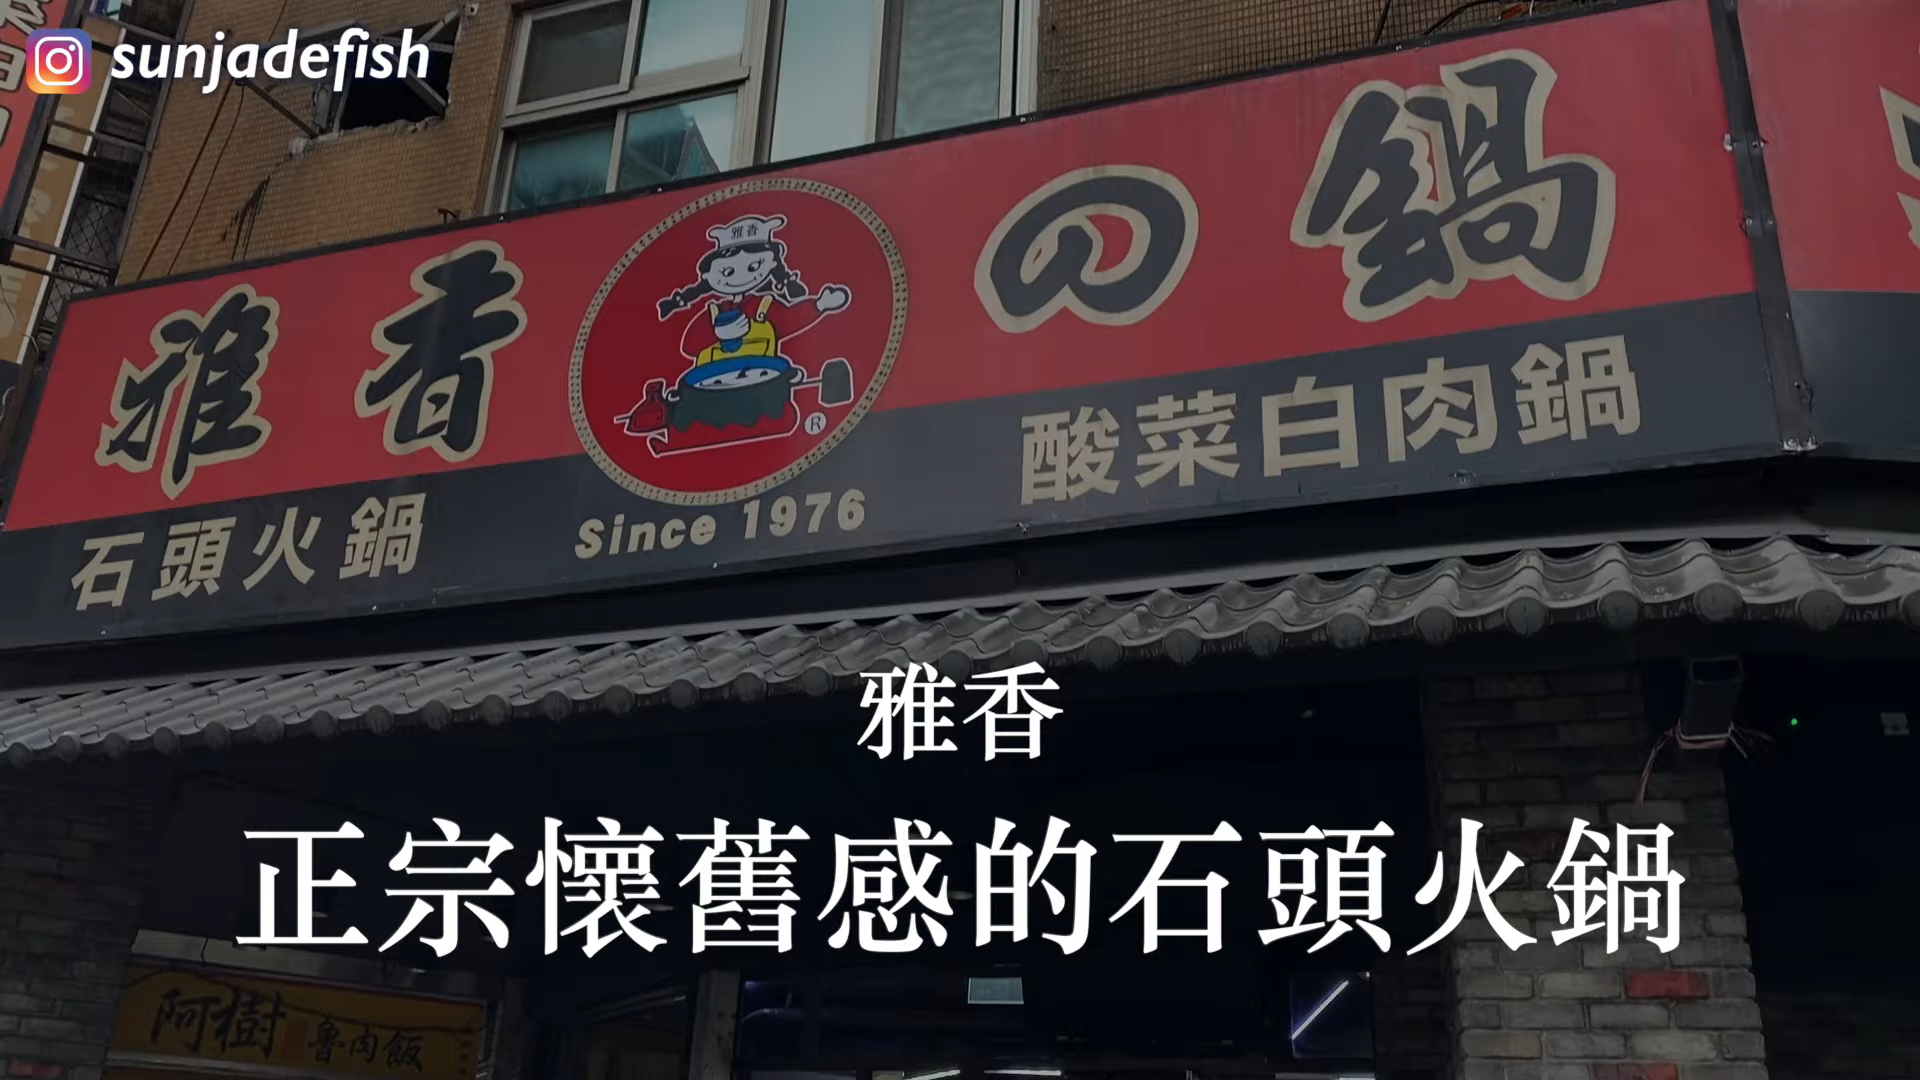 sunjadefish
雅香の鍋
雅香
®
石頭火鍋
Since 1976
酸菜白肉鍋
雅香
正宗懷舊感的石頭火鍋
阿樹 魯肉飯